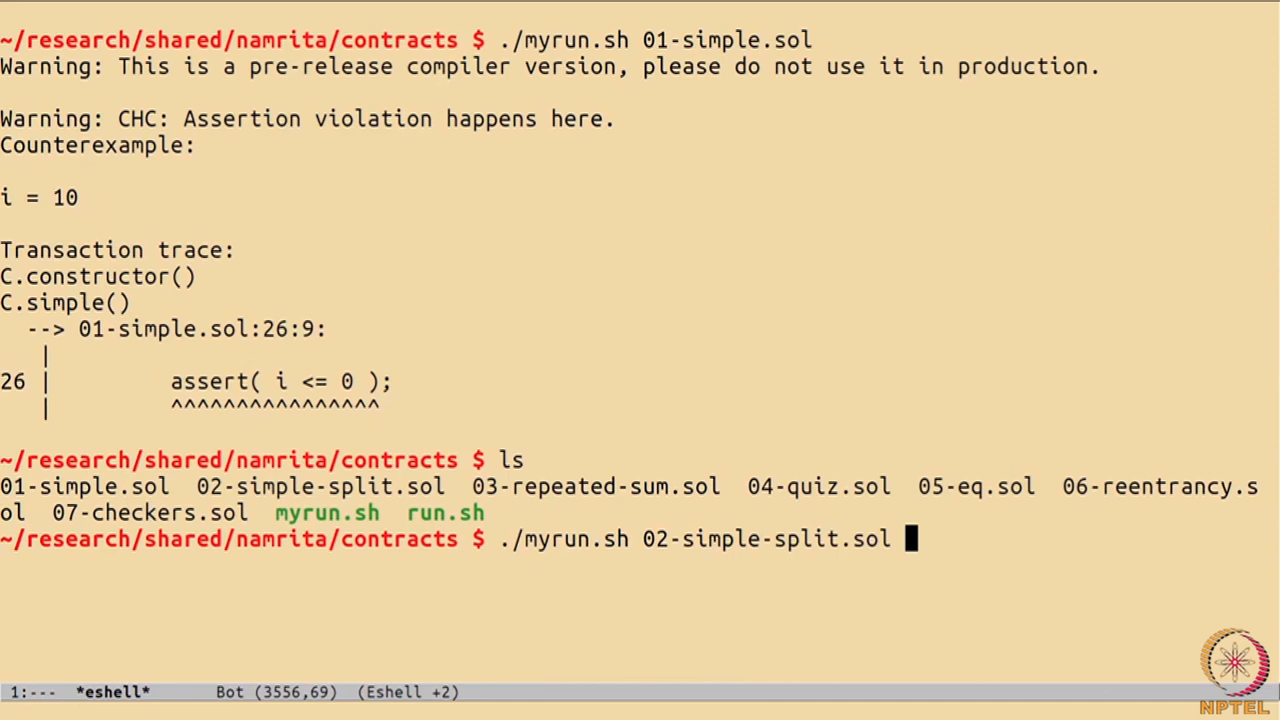 ~/research/shared/namrita/contracts $ ./myrun.sh 01-simple.sol
Warning: This is a pre-release compiler version, please do not use it in production.
Warning: CHC: Assertion violation happens here.
Counterexample:
i = 10
Transaction trace:
C.constructor()
C.simple()
--> 01-simple.sol:26:9:
|
26 | assert( i <= 0 );
| ^^^^^^^^^^^^^^^^
~/research/shared/namrita/contracts $ ls
01-simple.sol 02-simple-split.sol 03-repeated-sum.sol 04-quiz.sol 05-eq.sol 06-reentrancy.s
ol 07-checkers.sol myrun.sh run.sh
~/research/shared/namrita/contracts $ ./myrun.sh 02-simple-split.sol
1:--- *eshell* Bot (3556,69) (Eshell +2)
NPTEL